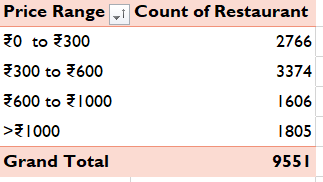 Price Range Count of Restaurant
₹0 to ₹300 2766
₹300 to ₹600 3374
₹600 to ₹1000 1606
>₹1000 1805
Grand Total 9551